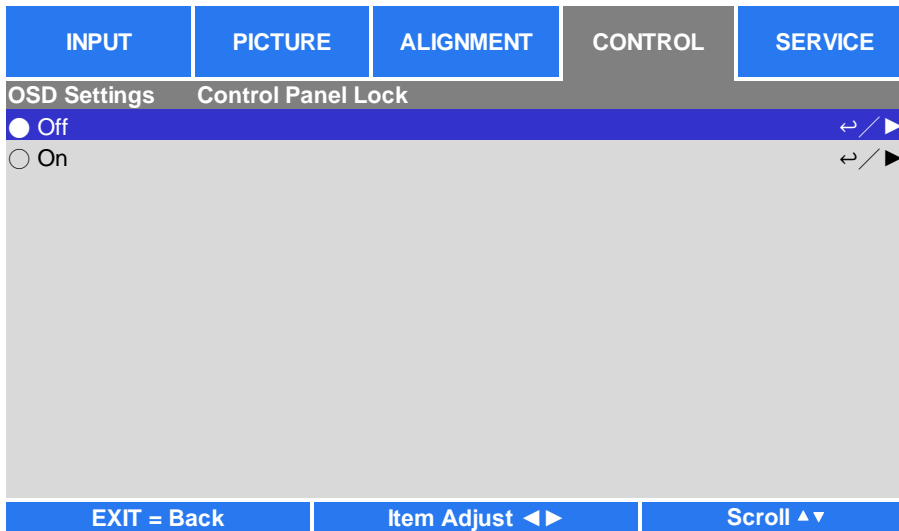 INPUT PICTURE ALIGNMENT CONTROL SERVICE
OSD Settings Control Panel Lock
● Off ↩／▶
○ On ↩／▶
EXIT = Back Item Adjust ◀▶ Scroll ▲▼